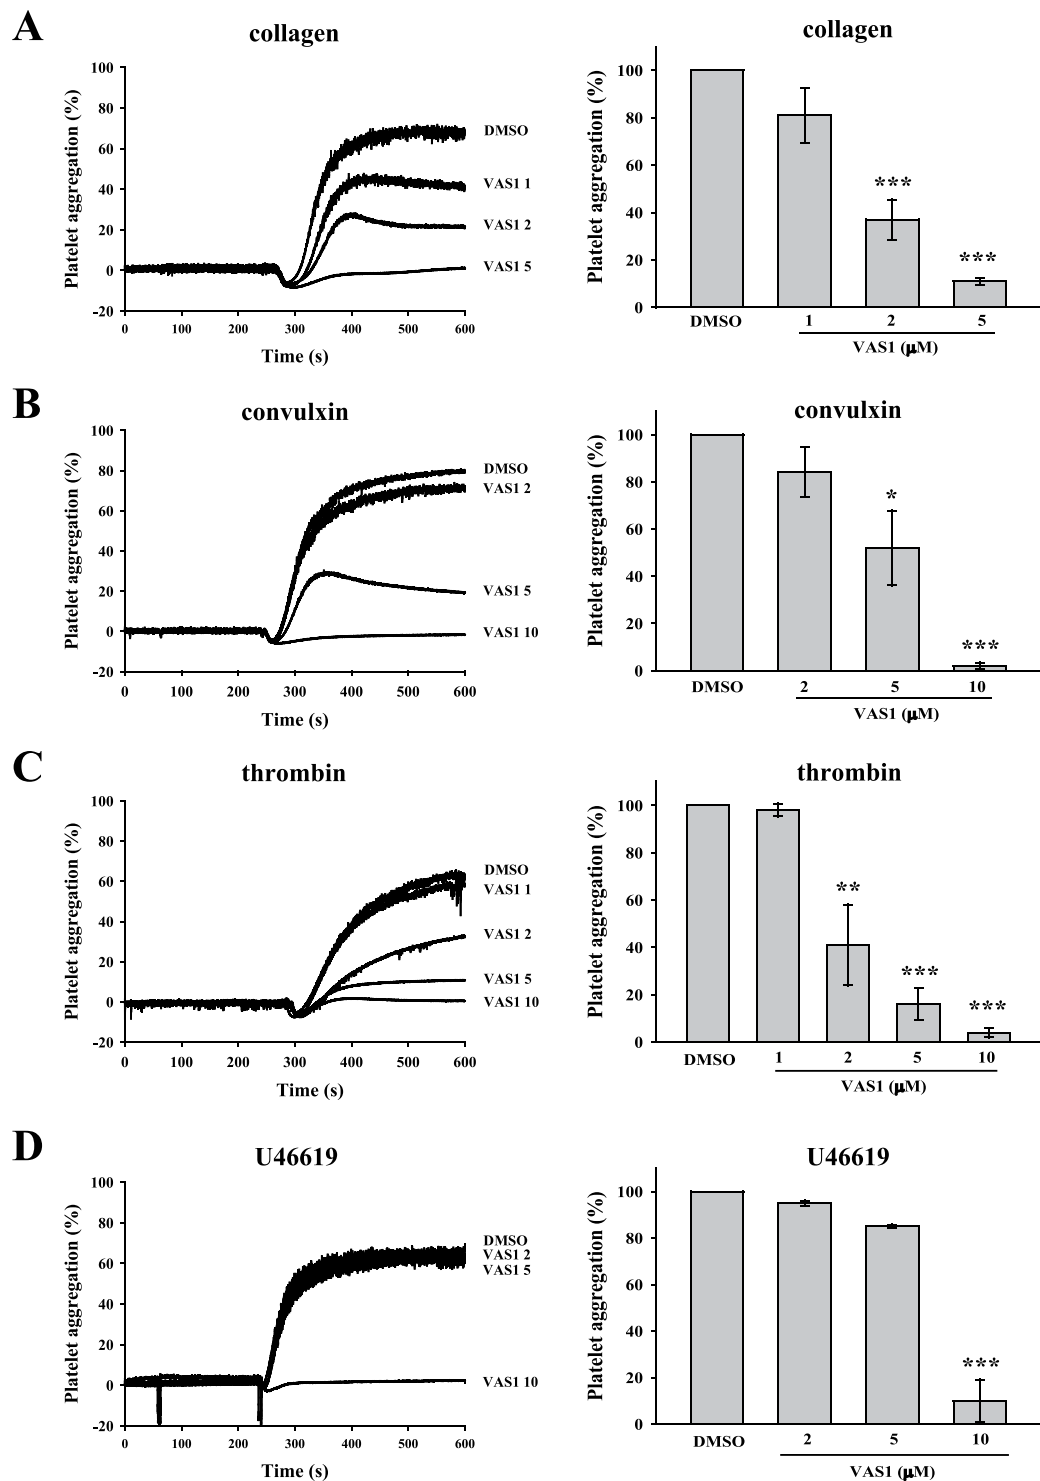 A
collagen
Platelet aggregation (%)
100
80
60
40
20
0
-20
0 100 200 300 400 500 600
Time (s)
DMSO
VAS1 1
VAS1 2
VAS1 5
collagen
Platelet aggregation (%)
100
80
60
40
20
0
***
***
DMSO 1 2 5
VAS1 (µM)
B
convulxin
Platelet aggregation (%)
100
80
60
40
20
0
-20
0 100 200 300 400 500 600
Time (s)
DMSO
VAS1 2
VAS1 5
VAS1 10
convulxin
Platelet aggregation (%)
100
80
60
40
20
0
*
***
DMSO 2 5 10
VAS1 (µM)
C
thrombin
Platelet aggregation (%)
100
80
60
40
20
0
-20
0 100 200 300 400 500 600
Time (s)
DMSO
VAS1 1
VAS1 2
VAS1 5
VAS1 10
thrombin
Platelet aggregation (%)
100
80
60
40
20
0
**
***
***
DMSO 1 2 5 10
VAS1 (µM)
D
U46619
Platelet aggregation (%)
100
80
60
40
20
0
-20
0 100 200 300 400 500 600
Time (s)
DMSO
VAS1 2
VAS1 5
VAS1 10
U46619
Platelet aggregation (%)
100
80
60
40
20
0
***
DMSO 2 5 10
VAS1 (µM)